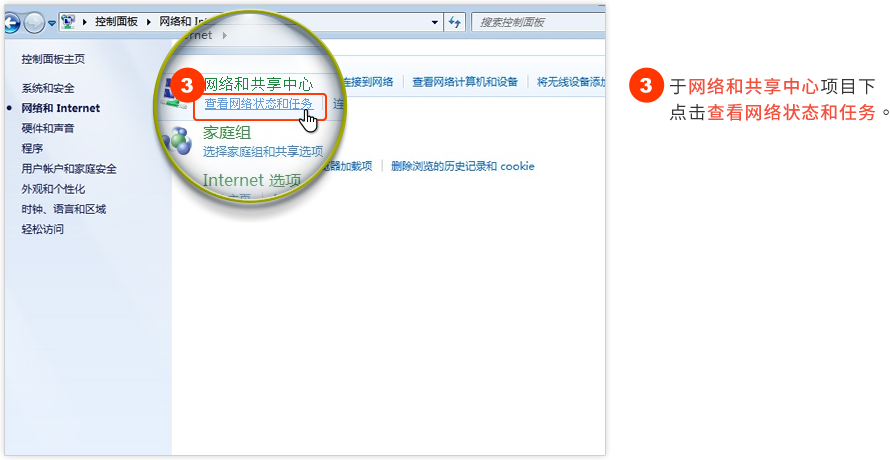 控制面板
网络和 Int
搜索控制面板
ernet
控制面板主页
系统和安全
网络和 Internet
硬件和声音
程序
用户帐户和家庭安全
外观和个性化
时钟、语言和区域
轻松访问
3
网络和共享中心
查看网络状态和任务
连
连接到网络
查看网络计算机和设备
将无线设备添加
家庭组
选择家庭组和共享选项
Internet 选项
览器加载项
删除浏览的历史记录和 cookie
3 于网络和共享中心项目下
点击查看网络状态和任务。